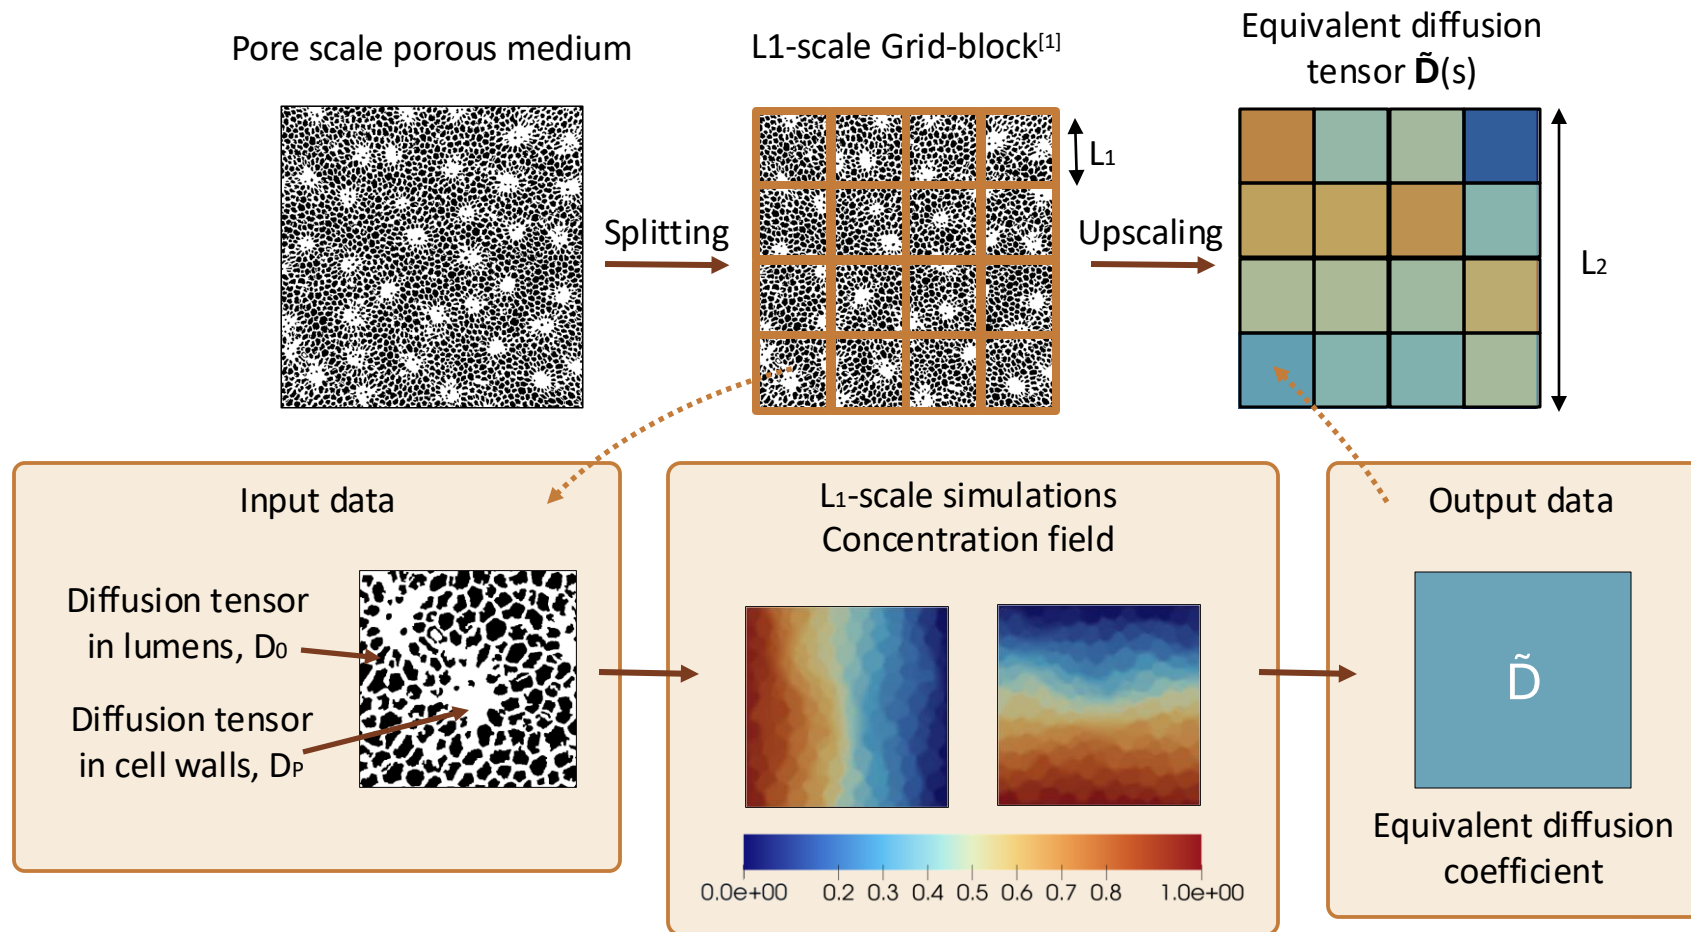 Pore scale porous medium
L1-scale Grid-block[1]
Equivalent diffusion
tensor D̃(s)
L1
Splitting
Upscaling
L2
Input data
Diffusion tensor
in lumens, D0
Diffusion tensor
in cell walls, DP
L1-scale simulations
Concentration field
0.0e+00 0.2 0.3 0.4 0.5 0.6 0.7 0.8 1.0e+00
Output data
D̃
Equivalent diffusion
coefficient